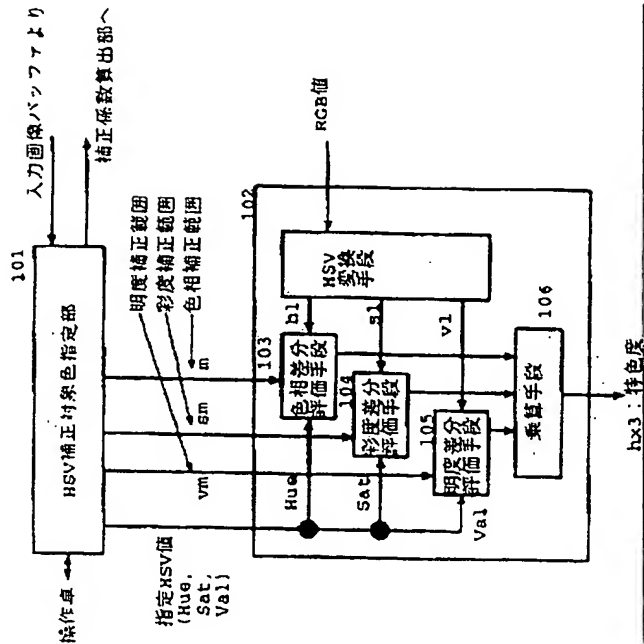 入力画像バッファより
補正係数算出部へ
101
HSV補正対象色指定部
操作卓
明度補正範囲
彩度補正範囲
色相補正範囲
m
sm
vm
指定HSV値
(Hue,
Sat,
Val)
102
RGB値
HSV
変換
手段
hl
sl
vl
103
色相差分
評価手段
104
彩度差分
評価手段
105
明度差分
評価手段
Hue
Sat
Val
106
乗算手段
hx3:特色度